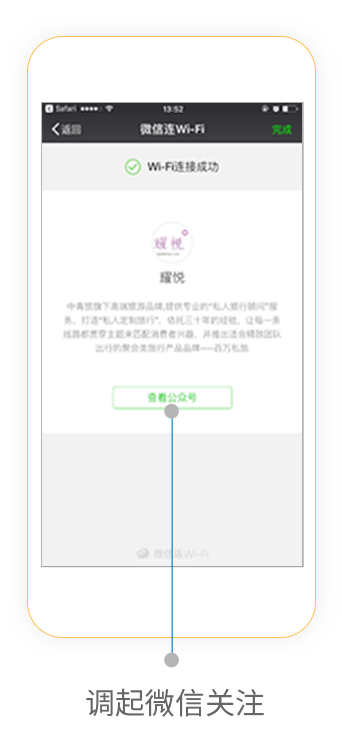 Safari 13:52
返回 微信连Wi-Fi 完成
Wi-Fi连接成功
耀悦
耀悦
中青旅旗下高端旅游品牌,提供专业的“私人旅行顾问”服
务，打造“私人定制旅行”，依托三十年的经验，让每一条
线路都贯穿主题来匹配消费者兴趣，并推出适合精致团队
出行的聚会类旅行产品品牌——百万私旅
查看公众号
微信连Wi-Fi
调起微信关注